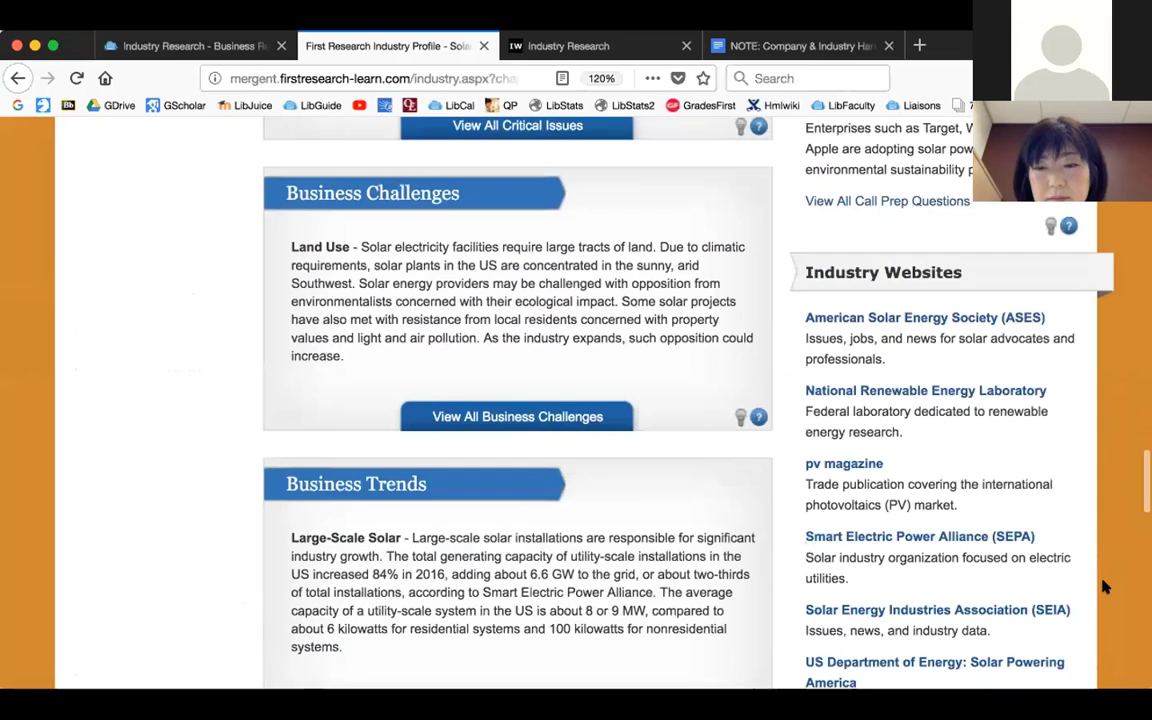 Industry Research - Business R
First Research Industry Profile - Sola
IW Industry Research
NOTE: Company & Industry Han
mergent.firstresearch-learn.com/industry.aspx?cha
120%
Search
G
Bb
GDrive
GScholar
LibJuice
LibGuide
LibCal
QP
LibStats
LibStats2
GradesFirst
Hmlwiki
LibFaculty
Liaisons
View All Critical Issues
Business Challenges
Land Use - Solar electricity facilities require large tracts of land. Due to climatic
requirements, solar plants in the US are concentrated in the sunny, arid
Southwest. Solar energy providers may be challenged with opposition from
environmentalists concerned with their ecological impact. Some solar projects
have also met with resistance from local residents concerned with property
values and light and air pollution. As the industry expands, such opposition could
increase.
View All Business Challenges
Business Trends
Large-Scale Solar - Large-scale solar installations are responsible for significant
industry growth. The total generating capacity of utility-scale installations in the
US increased 84% in 2016, adding about 6.6 GW to the grid, or about two-thirds
of total installations, according to Smart Electric Power Alliance. The average
capacity of a utility-scale system in the US is about 8 or 9 MW, compared to
about 6 kilowatts for residential systems and 100 kilowatts for nonresidential
systems.
Enterprises such as Target, W
Apple are adopting solar pow
environmental sustainability p
View All Call Prep Questions
Industry Websites
American Solar Energy Society (ASES)
Issues, jobs, and news for solar advocates and
professionals.
National Renewable Energy Laboratory
Federal laboratory dedicated to renewable
energy research.
pv magazine
Trade publication covering the international
photovoltaics (PV) market.
Smart Electric Power Alliance (SEPA)
Solar industry organization focused on electric
utilities.
Solar Energy Industries Association (SEIA)
Issues, news, and industry data.
US Department of Energy: Solar Powering
America